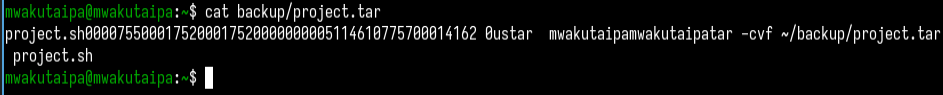 mwakutaipa@mwakutaipa:~$ cat backup/project.tar
project.sh0000755000175200017520000000005114610775700014162 0ustar  mwakutaipamwakutaipatar -cvf ~/backup/project.tar
 project.sh
mwakutaipa@mwakutaipa:~$